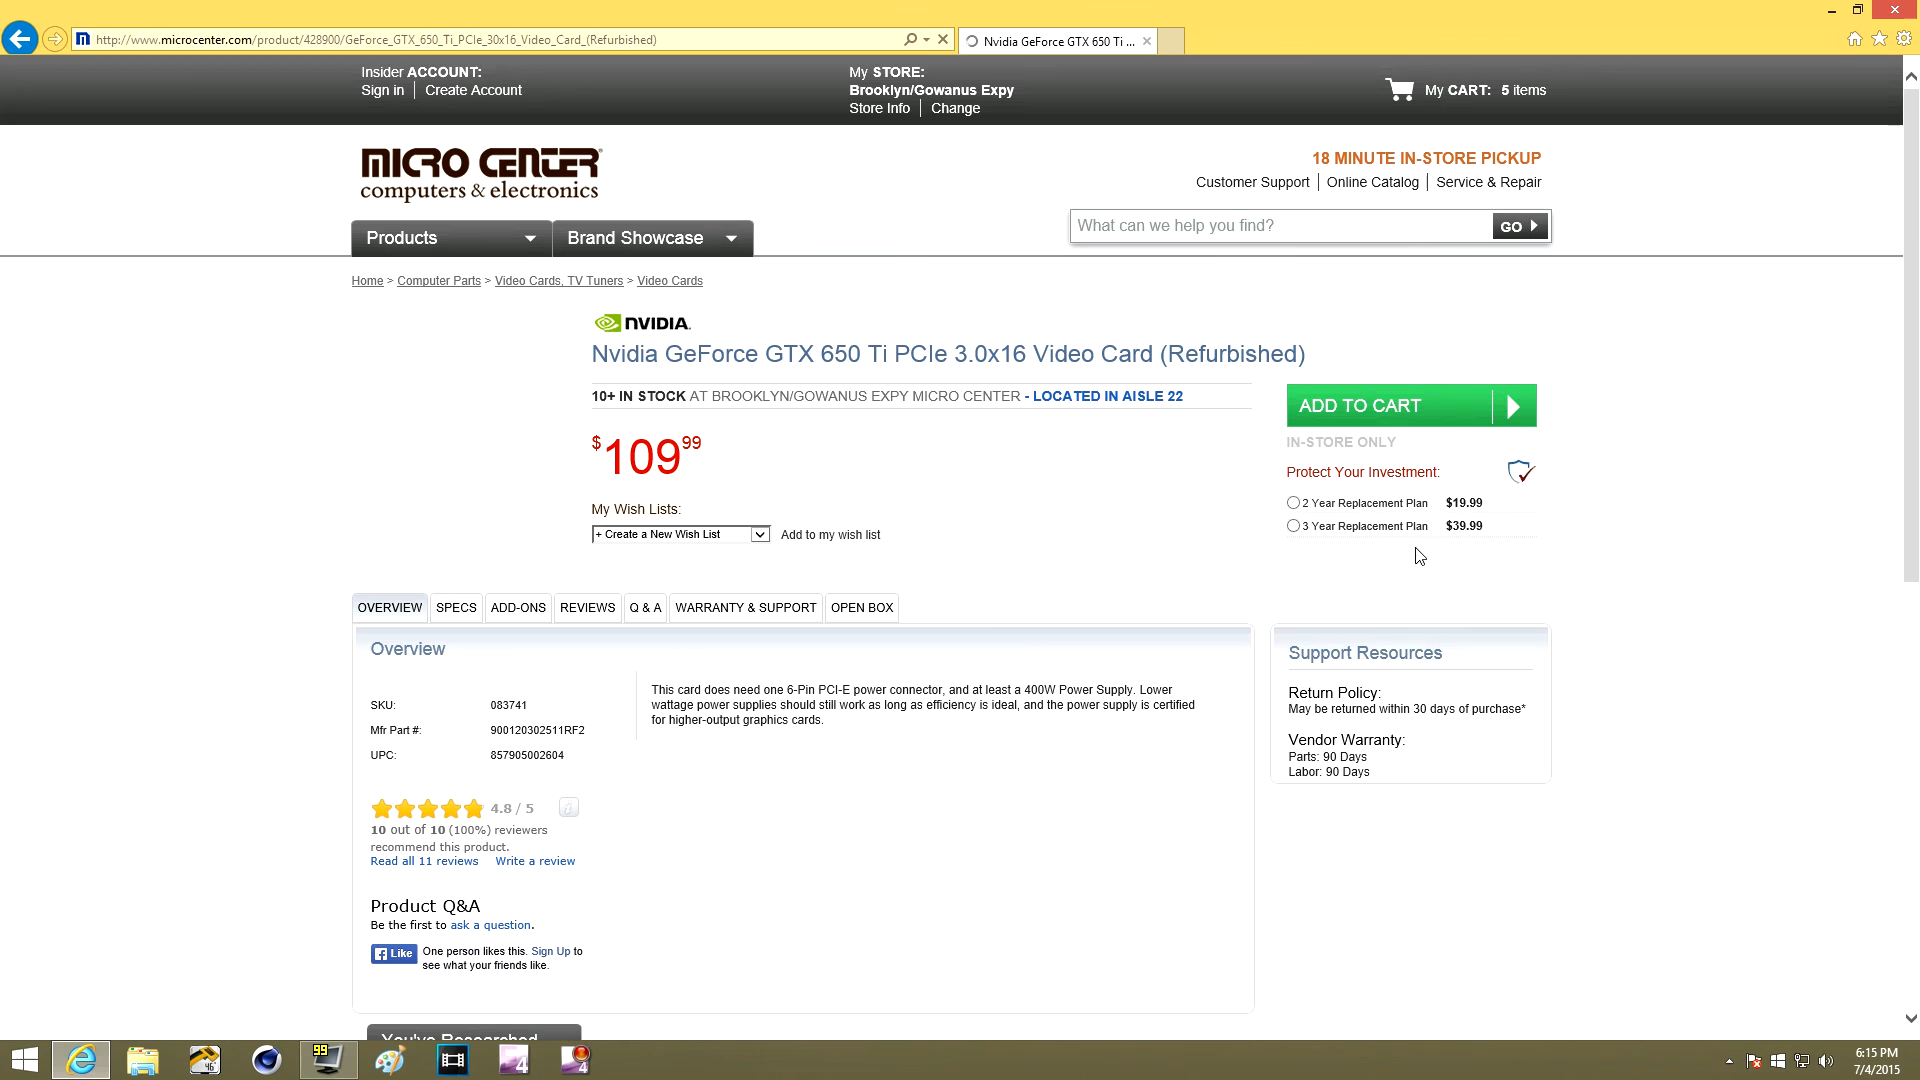 http://www.microcenter.com/product/428900/GeForce_GTX_650_Ti_PCIe_30x16_Video_Card_(Refurbished)
Nvidia GeForce GTX 650 Ti ...
Insider ACCOUNT:
Sign in
Create Account
My STORE:
Brooklyn/Gowanus Expy
Store Info
Change
My CART: 5 items
MICRO CENTER
computers & electronics
18 MINUTE IN-STORE PICKUP
Customer Support
Online Catalog
Service & Repair
Products
Brand Showcase
What can we help you find?
GO
Home > Computer Parts > Video Cards, TV Tuners > Video Cards
NVIDIA.
Nvidia GeForce GTX 650 Ti PCIe 3.0x16 Video Card (Refurbished)
10+ IN STOCK AT BROOKLYN/GOWANUS EXPY MICRO CENTER - LOCATED IN AISLE 22
$109.99
My Wish Lists:
+ Create a New Wish List
Add to my wish list
ADD TO CART
IN-STORE ONLY
Protect Your Investment:
2 Year Replacement Plan $19.99
3 Year Replacement Plan $39.99
OVERVIEW
SPECS
ADD-ONS
REVIEWS
Q & A
WARRANTY & SUPPORT
OPEN BOX
Overview
SKU: 083741
Mfr Part #: 900120302511RF2
UPC: 857905002604
This card does need one 6-Pin PCI-E power connector, and at least a 400W Power Supply. Lower
wattage power supplies should still work as long as efficiency is ideal, and the power supply is certified
for higher-output graphics cards.
4.8 / 5
10 out of 10 (100%) reviewers
recommend this product.
Read all 11 reviews
Write a review
Product Q&A
Be the first to ask a question.
Like
One person likes this. Sign Up to
see what your friends like.
Support Resources
Return Policy:
May be returned within 30 days of purchase*
Vendor Warranty:
Parts: 90 Days
Labor: 90 Days
You've Researched
99
4
4
6:15 PM
7/4/2015